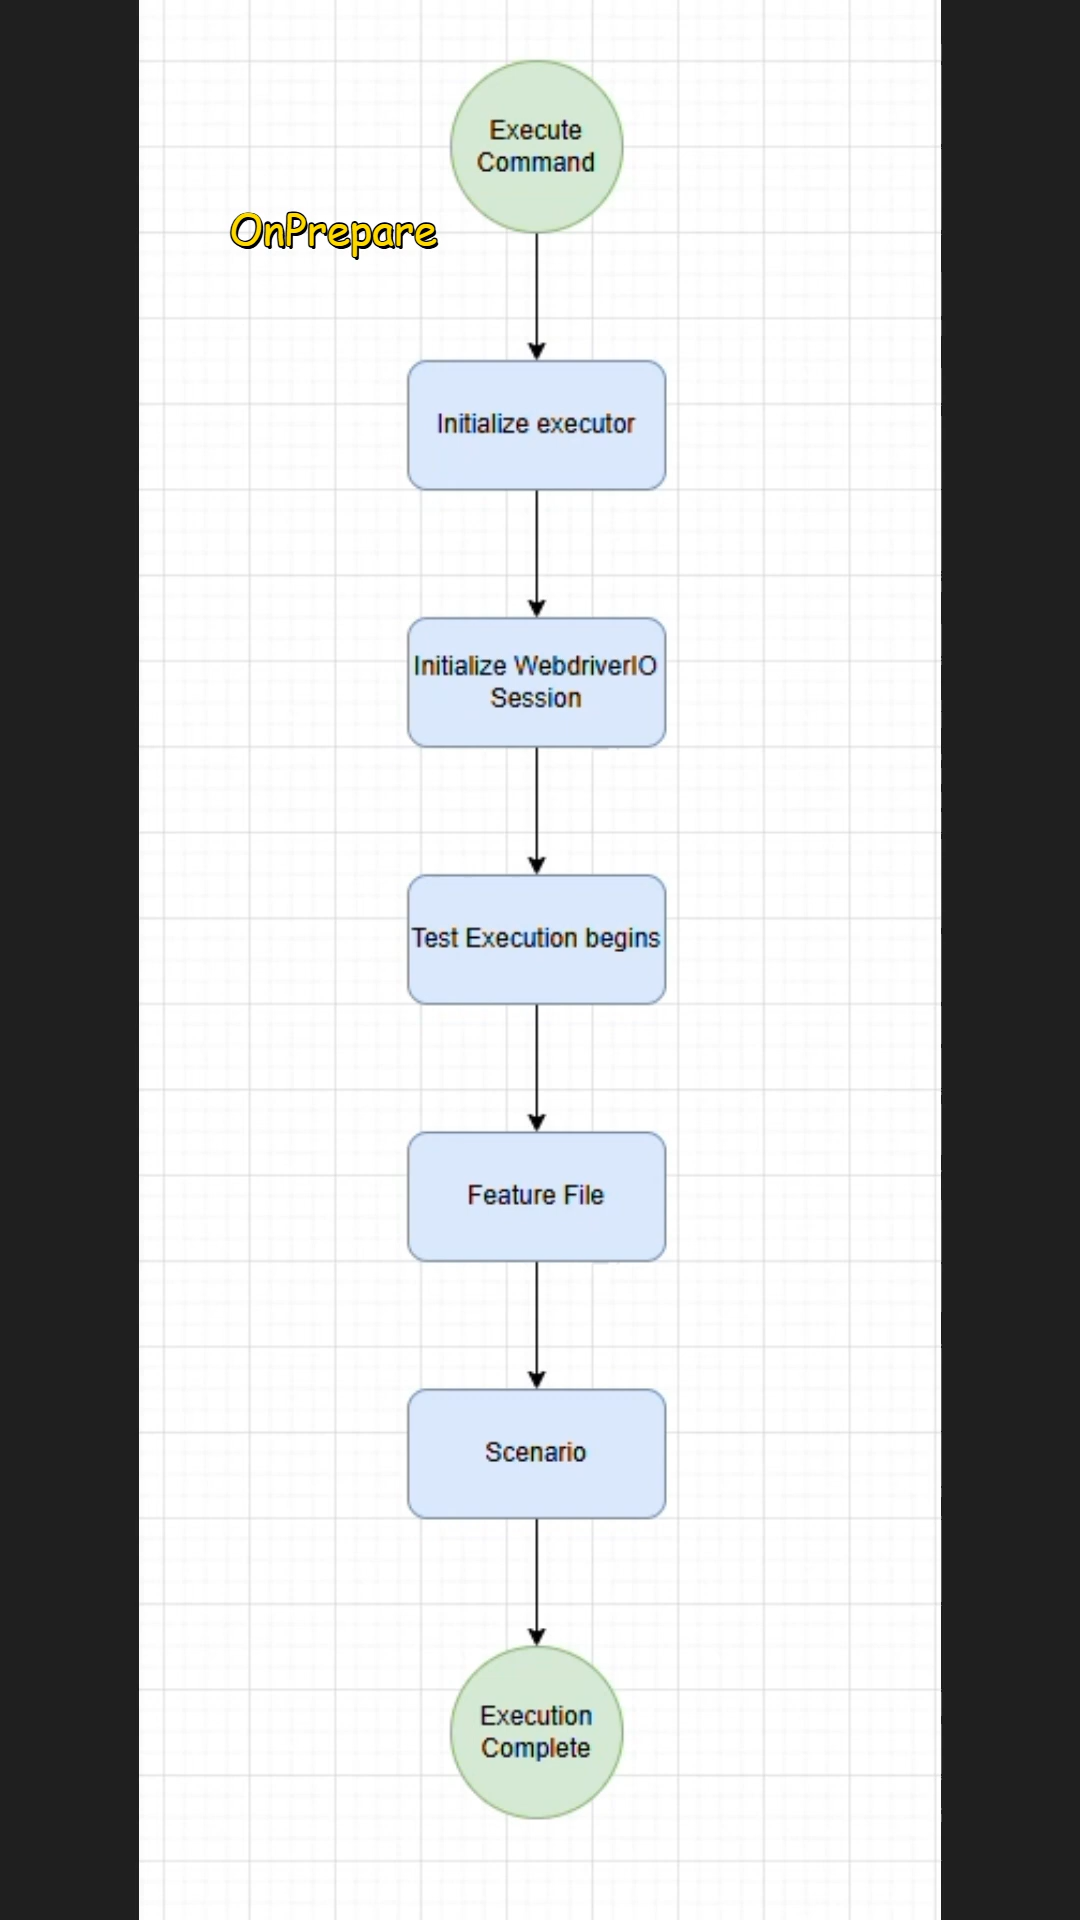 Execute
Command
OnPrepare
Initialize executor
Initialize WebdriverIO
Session
Test Execution begins
Feature File
Scenario
Execution
Complete